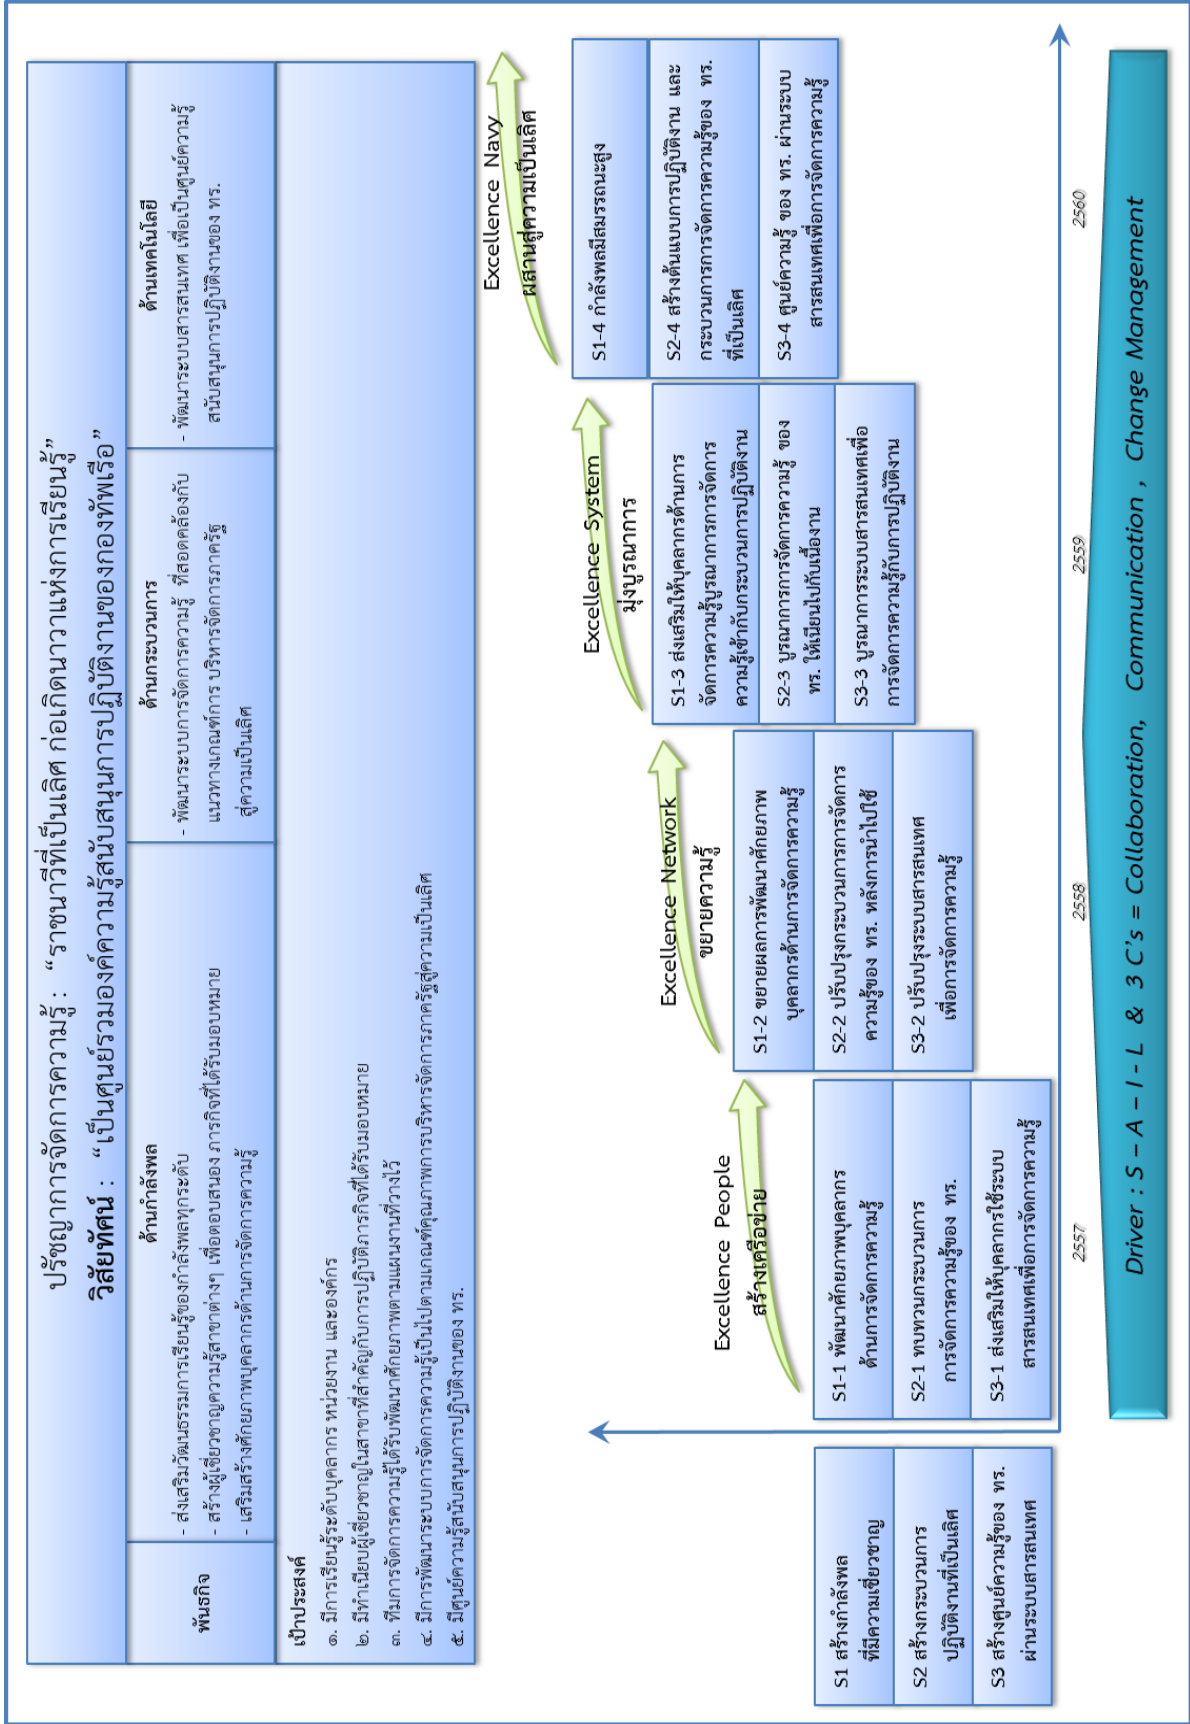 ปรัชญาการจัดการความรู้ : “ราชนาวีที่เป็นเลิศ ก่อเกิดนาวาแห่งการเรียนรู้”
วิสัยทัศน์ : “เป็นศูนย์รวมองค์ความรู้สนับสนุนการปฏิบัติงานของกองทัพเรือ”
พันธกิจ
ด้านกำลังพล
- ส่งเสริมวัฒนธรรมการเรียนรู้ของกำลังพลทุกระดับ
- สร้างผู้เชี่ยวชาญความรู้สาขาต่างๆ เพื่อตอบสนอง ภารกิจที่ได้รับมอบหมาย
- เสริมสร้างศักยภาพบุคลากรด้านการจัดการความรู้
ด้านกระบวนการ
- พัฒนาระบบการจัดการความรู้ ที่สอดคล้องกับ
แนวทางเกณฑ์การ บริหารจัดการภาครัฐ
สู่ความเป็นเลิศ
ด้านเทคโนโลยี
- พัฒนาระบบสารสนเทศ เพื่อเป็นศูนย์ความรู้
สนับสนุนการปฏิบัติงานของ ทร.
เป้าประสงค์
๑. มีการเรียนรู้ระดับบุคลากร หน่วยงาน และองค์กร
๒. มีทำเนียบผู้เชี่ยวชาญในสาขาที่สำคัญกับการปฏิบัติภารกิจที่ได้รับมอบหมาย
๓. ทีมการจัดการความรู้ได้รับพัฒนาศักยภาพตามแผนงานที่วางไว้
๔. มีการพัฒนาระบบการจัดการความรู้เป็นไปตามเกณฑ์คุณภาพการบริหารจัดการภาครัฐสู่ความเป็นเลิศ
๕. มีศูนย์ความรู้สนับสนุนการปฏิบัติงานของ ทร.
Excellence Navy
ผสานสู่ความเป็นเลิศ
Excellence System
มุ่งบูรณาการ
Excellence Network
ขยายความรู้
Excellence People
สร้างเครือข่าย
S1 สร้างกำลังพล
ที่มีความเชี่ยวชาญ
S2 สร้างกระบวนการ
ปฏิบัติงานที่เป็นเลิศ
S3 สร้างศูนย์ความรู้ของ ทร.
ผ่านระบบสารสนเทศ
S1-1 พัฒนาศักยภาพบุคลากร
ด้านการจัดการความรู้
S2-1 ทบทวนกระบวนการ
การจัดการความรู้ของ ทร.
S3-1 ส่งเสริมให้บุคลากรใช้ระบบ
สารสนเทศเพื่อการจัดการความรู้
S1-2 ขยายผลการพัฒนาศักยภาพ
บุคลากรด้านการจัดการความรู้
S2-2 ปรับปรุงกระบวนการการจัดการ
ความรู้ของ ทร. หลังการนำไปใช้
S3-2 ปรับปรุงระบบสารสนเทศ
เพื่อการจัดการความรู้
S1-3 ส่งเสริมให้บุคลากรด้านการ
จัดการความรู้บูรณาการการจัดการ
ความรู้เข้ากับกระบวนการปฏิบัติงาน
S2-3 บูรณาการการจัดการความรู้ ของ
ทร. ให้เนียนไปกับเนื้องาน
S3-3 บูรณาการระบบสารสนเทศเพื่อ
การจัดการความรู้กับการปฏิบัติงาน
S1-4 กำลังพลมีสมรรถนะสูง
S2-4 สร้างต้นแบบการปฏิบัติงาน และ
กระบวนการการจัดการความรู้ของ ทร.
ที่เป็นเลิศ
S3-4 ศูนย์ความรู้ ของ ทร. ผ่านระบบ
สารสนเทศเพื่อการจัดการความรู้
2557
2558
2559
2560
Driver : S – A – I - L & 3 C’s = Collaboration, Communication , Change Management